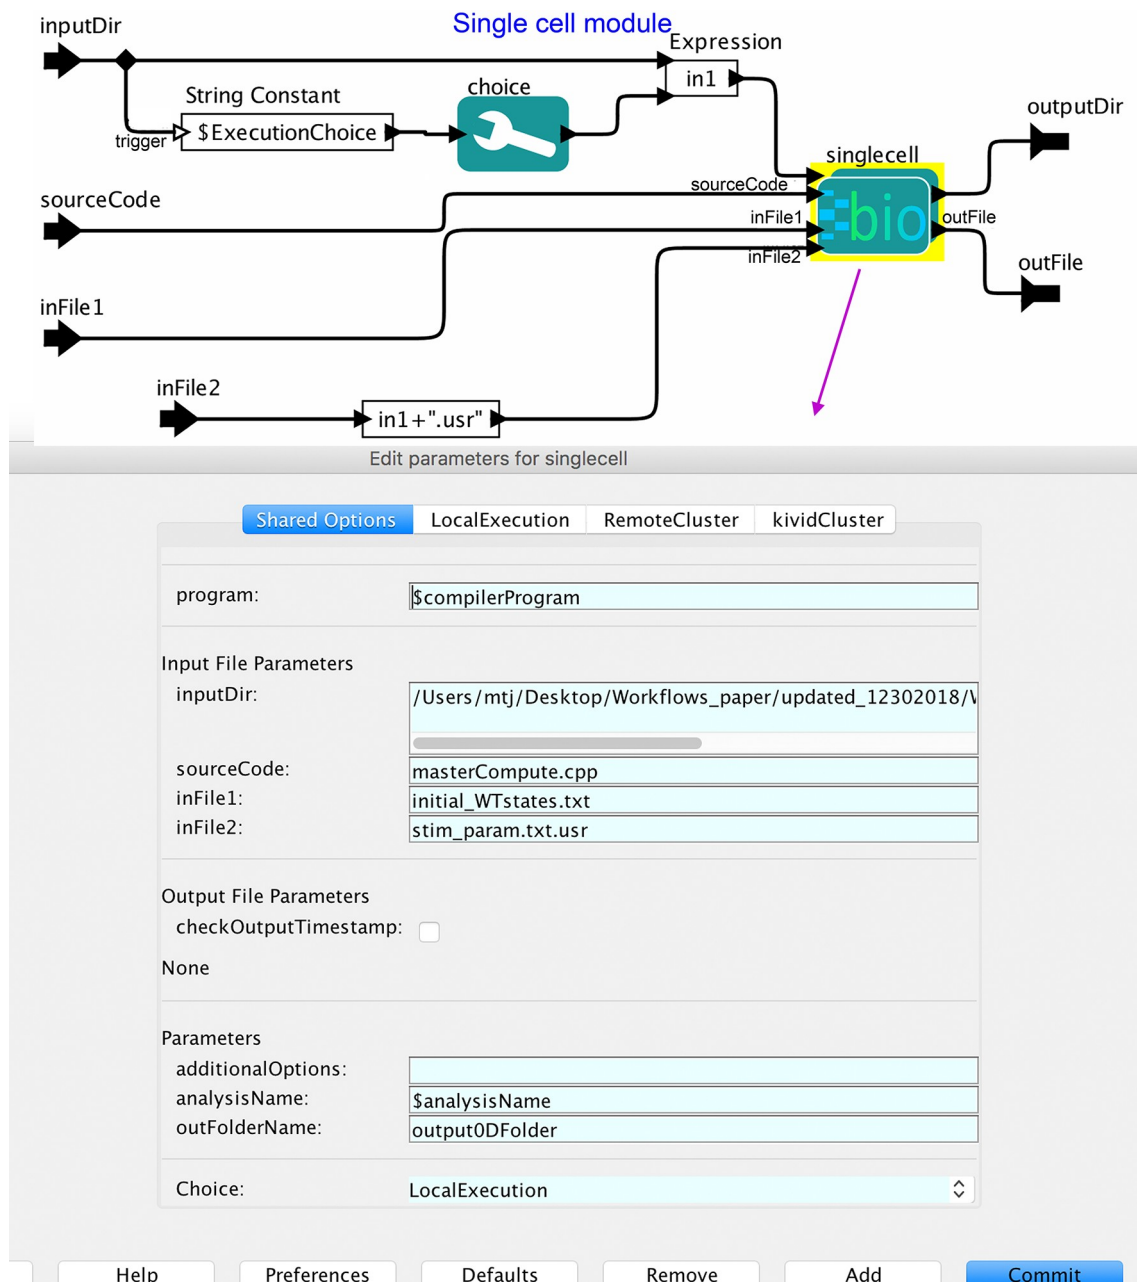 Single cell module
inputDir
Expression
in1
String Constant
choice
trigger
$ExecutionChoice
outputDir
singlecell
sourceCode
sourceCode
bio
inFile1
outFile
inFile2
outFile
inFile1
inFile2
in1+".usr"
Edit parameters for singlecell
Shared Options LocalExecution RemoteCluster kividCluster
program: $compilerProgram
Input File Parameters
inputDir: /Users/mtj/Desktop/Workflows_paper/updated_12302018/
sourceCode: masterCompute.cpp
inFile1: initial_WTstates.txt
inFile2: stim_param.txt.usr
Output File Parameters
checkOutputTimestamp:
None
Parameters
additionalOptions:
analysisName: $analysisName
outFolderName: output0DFolder
Choice: LocalExecution
Help Preferences Defaults Remove Add Commit